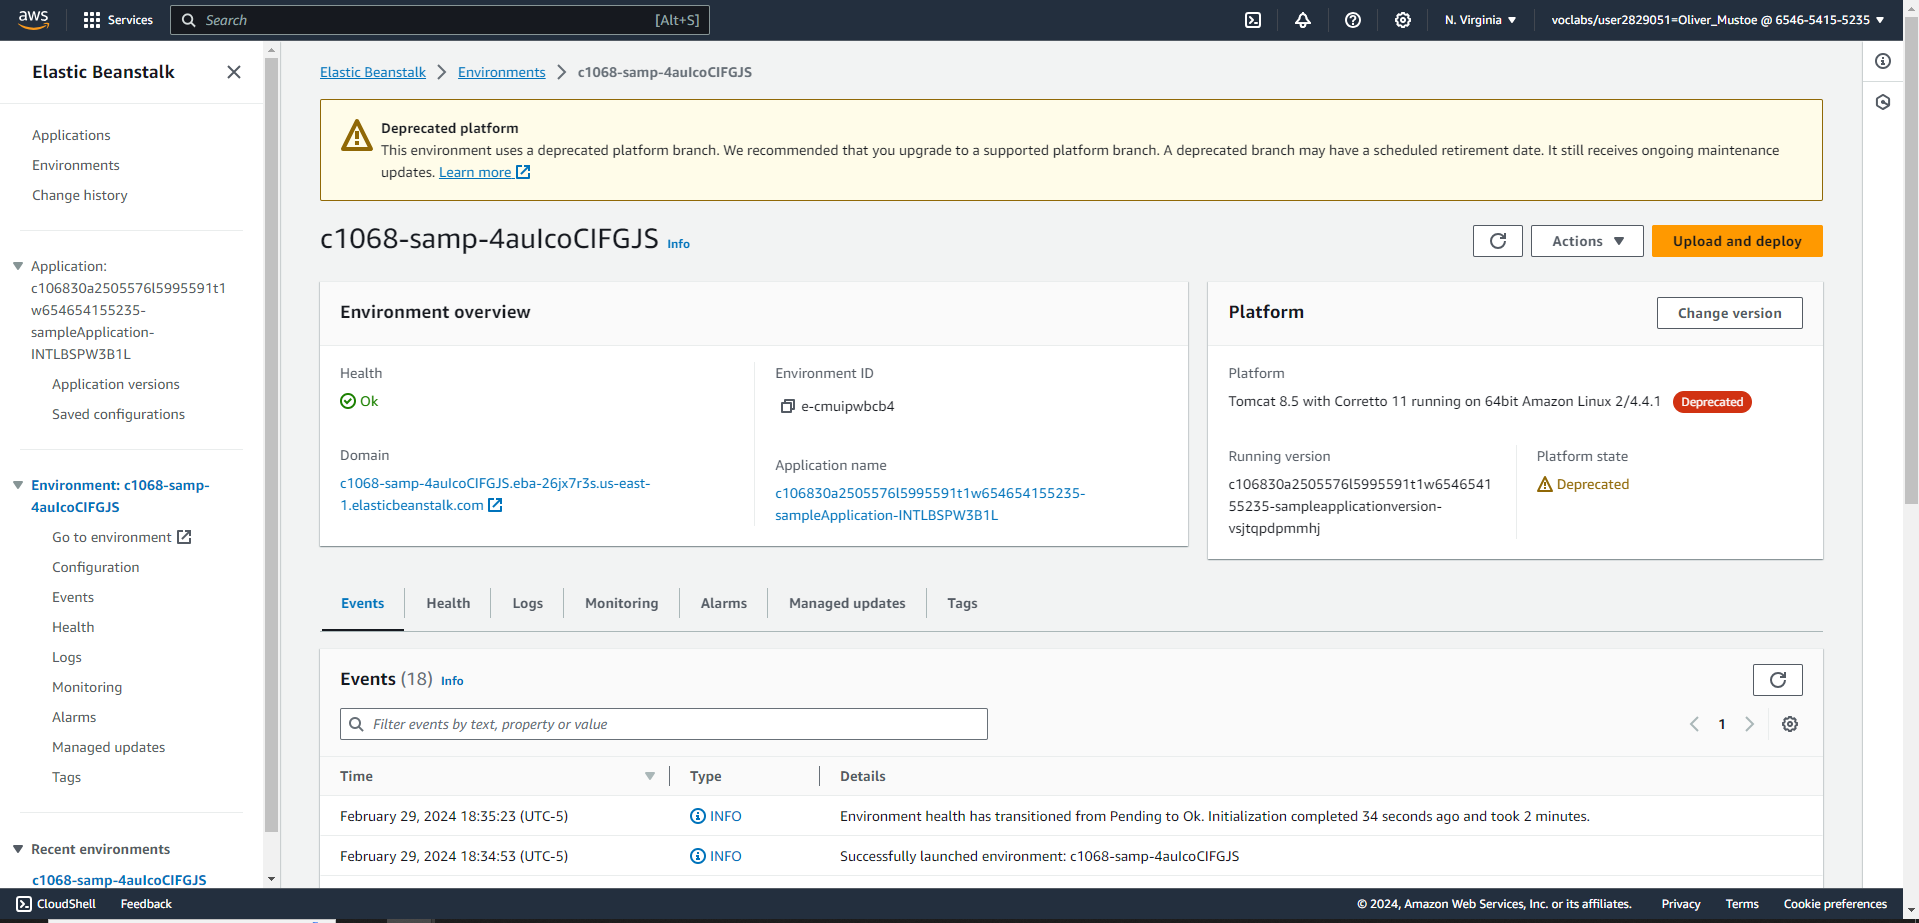 aws
Services
Search
[Alt+S]
N. Virginia
voclabs/user2829051=Oliver_Mustoe @ 6546-5415-5235
Elastic Beanstalk
Applications
Environments
Change history
Application:
c106830a2505576l5995591t1
w654654155235-
sampleApplication-
INTLBSPW3B1L
Application versions
Saved configurations
Environment: c1068-samp-
4auIcoCIFGJS
Go to environment
Configuration
Events
Health
Logs
Monitoring
Alarms
Managed updates
Tags
Recent environments
c1068-samp-4auIcoCIFGJS
Elastic Beanstalk
Environments
c1068-samp-4auIcoCIFGJS
Deprecated platform
This environment uses a deprecated platform branch. We recommended that you upgrade to a supported platform branch. A deprecated branch may have a scheduled retirement date. It still receives ongoing maintenance
updates. Learn more
c1068-samp-4auIcoCIFGJS Info
Actions
Upload and deploy
Environment overview
Health
Ok
Domain
c1068-samp-4auIcoCIFGJS.eba-26jx7r3s.us-east-
1.elasticbeanstalk.com
Environment ID
e-cmuipwbcb4
Application name
c106830a2505576l5995591t1w654654155235-
sampleApplication-INTLBSPW3B1L
Platform
Change version
Platform
Tomcat 8.5 with Corretto 11 running on 64bit Amazon Linux 2/4.4.1 Deprecated
Running version
c106830a2505576l5995591t1w6546541
55235-sampleapplicationversion-
vsjtqpdpmmhj
Platform state
Deprecated
Events
Health
Logs
Monitoring
Alarms
Managed updates
Tags
Events (18) Info
Filter events by text, property or value
1
Time
Type
Details
February 29, 2024 18:35:23 (UTC-5)
INFO
Environment health has transitioned from Pending to Ok. Initialization completed 34 seconds ago and took 2 minutes.
February 29, 2024 18:34:53 (UTC-5)
INFO
Successfully launched environment: c1068-samp-4auIcoCIFGJS
CloudShell
Feedback
© 2024, Amazon Web Services, Inc. or its affiliates.
Privacy
Terms
Cookie preferences